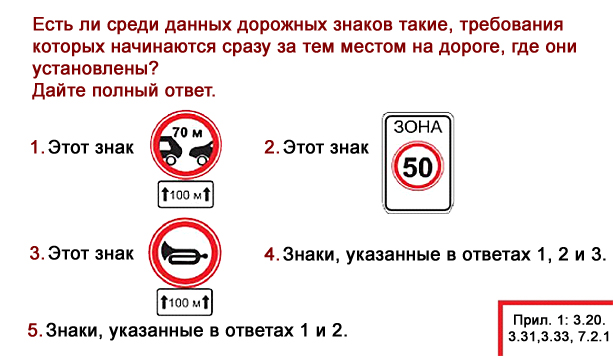 Есть ли среди данных дорожных знаков такие, требования
которых начинаются сразу за тем местом на дороге, где они
установлены?
Дайте полный ответ.
1. Этот знак
70 м
100 м
2. Этот знак
ЗОНА
50
3. Этот знак
100 м
4. Знаки, указанные в ответах 1, 2 и 3.
5. Знаки, указанные в ответах 1 и 2.
Прил. 1: 3.20.
3.31,3.33, 7.2.1